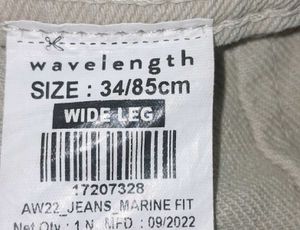 wavelength
SIZE : 34/85cm
WIDE LEG
17207328
AW22_JEANS_MARINE FIT
Net Qty : 1 N MFD : 09/2022